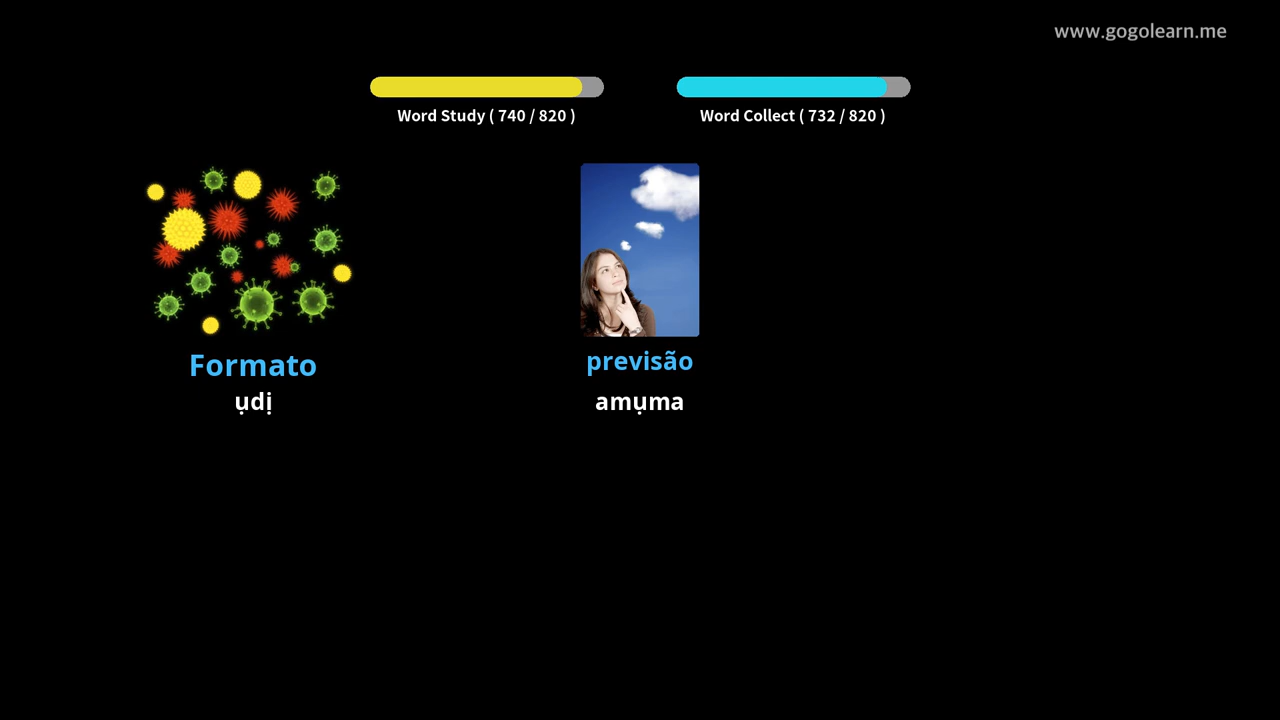 www.gogolearn.me
Word Study ( 740 / 820 )
Word Collect ( 732 / 820 )
Formato
ụdị
previsão
amụma